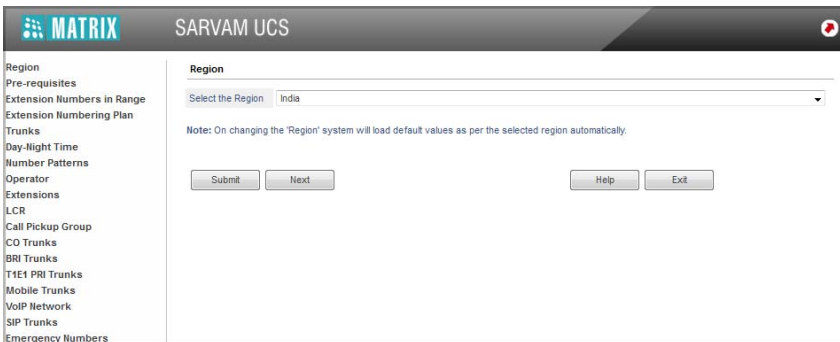 MATRIX SARVAM UCS
Region
Pre-requisites
Extension Numbers in Range
Extension Numbering Plan
Trunks
Day-Night Time
Number Patterns
Operator
Extensions
LCR
Call Pickup Group
CO Trunks
BRI Trunks
T1E1 PRI Trunks
Mobile Trunks
VoIP Network
SIP Trunks
Emergency Numbers
Region
Select the Region India
Note: On changing the 'Region' system will load default values as per the selected region automatically.
Submit Next Help Exit